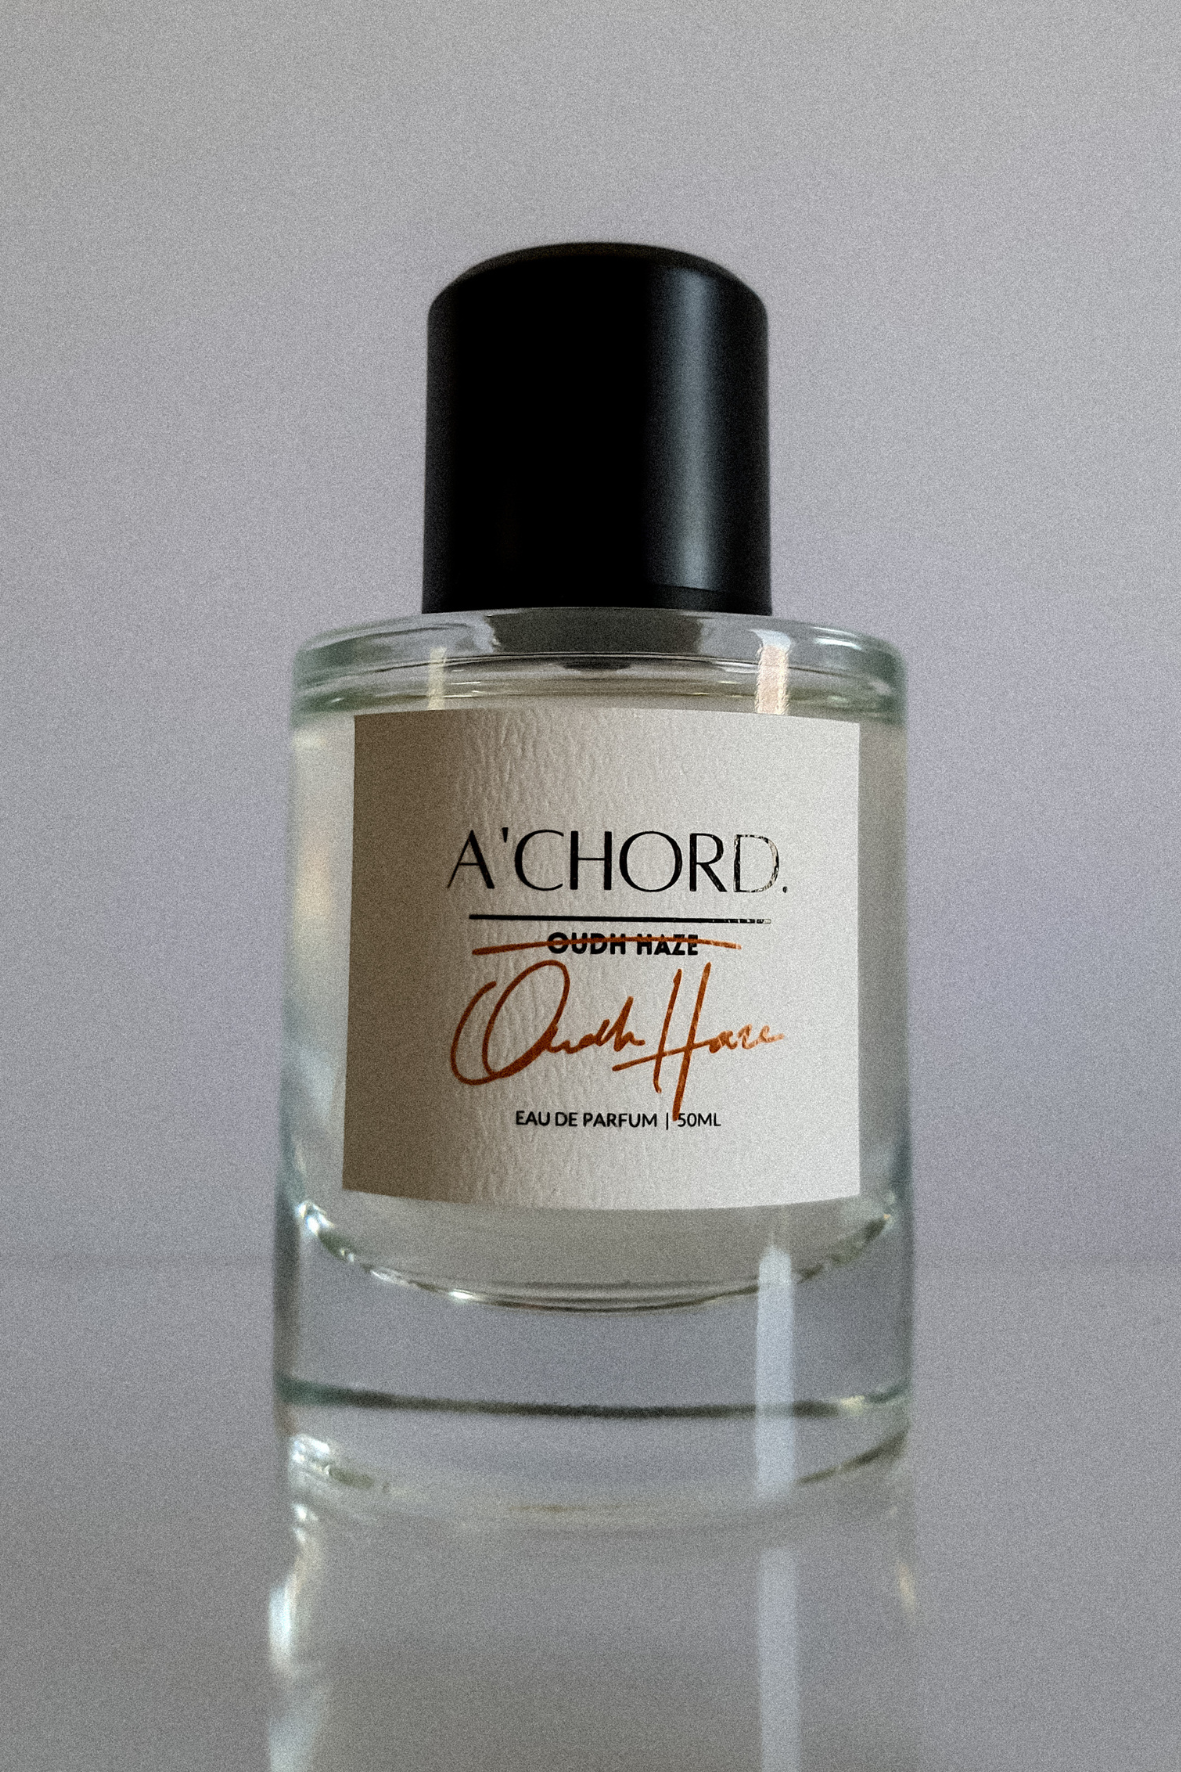 A'CHORD.
OUDH HAZE
Oudh Haze
EAU DE PARFUM | 50ML